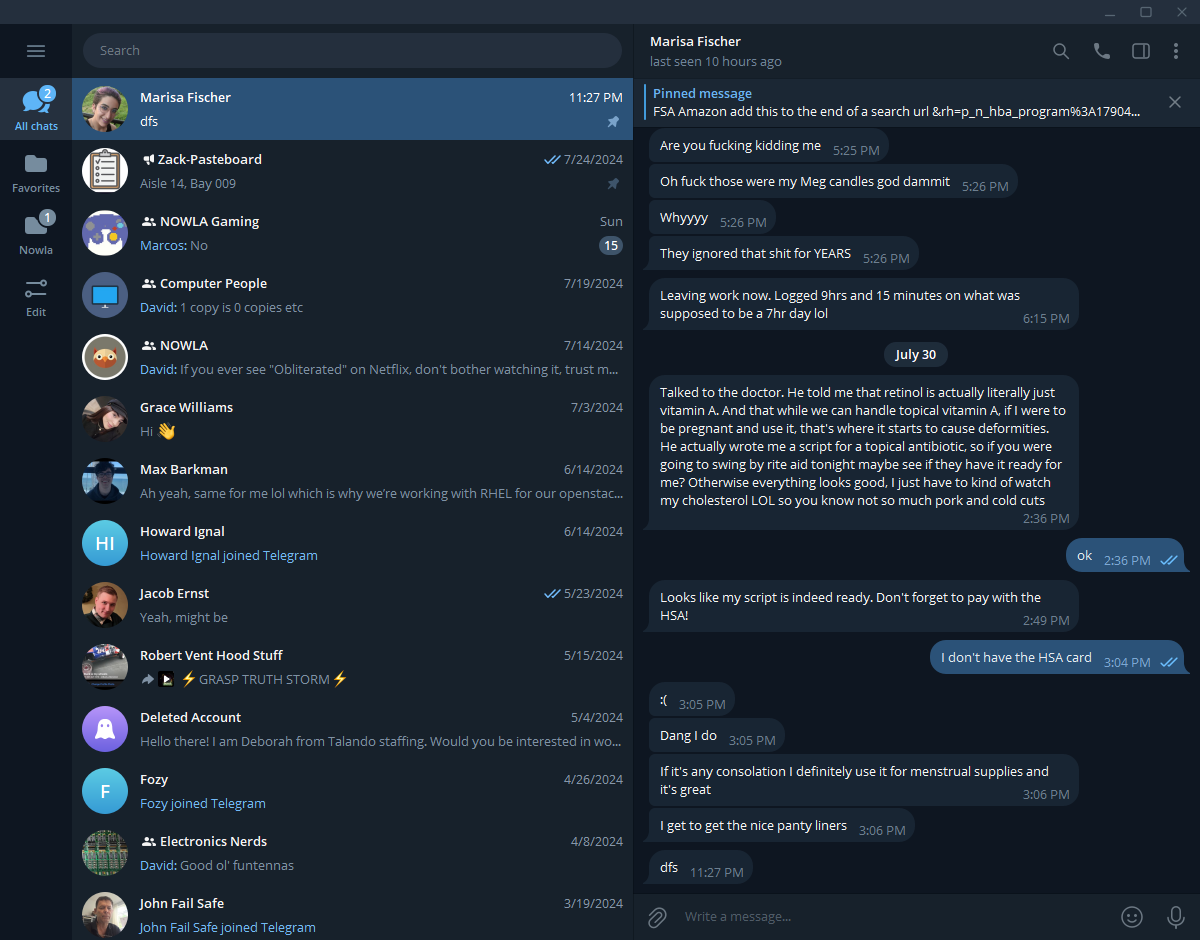 Search
2
All chats
Favorites
1
Nowla
Edit
Marisa Fischer
11:27 PM
dfs
Zack-Pasteboard
7/24/2024
Aisle 14, Bay 009
NOWLA Gaming
Sun
Marcos: No
15
Computer People
7/19/2024
David: 1 copy is 0 copies etc
NOWLA
7/14/2024
David: If you ever see "Obliterated" on Netflix, don't bother watching it, trust m...
Grace Williams
7/3/2024
Hi 👋
Max Barkman
6/14/2024
Ah yeah, same for me lol which is why we're working with RHEL for our openstac...
HI
Howard Ignal
6/14/2024
Howard Ignal joined Telegram
Jacob Ernst
5/23/2024
Yeah, might be
Robert Vent Hood Stuff
5/15/2024
⚡ GRASP TRUTH STORM ⚡
Deleted Account
5/4/2024
Hello there! I am Deborah from Talando staffing. Would you be interested in wo...
F
Fozy
4/26/2024
Fozy joined Telegram
Electronics Nerds
4/8/2024
David: Good ol' funtennas
John Fail Safe
3/19/2024
John Fail Safe joined Telegram
Marisa Fischer
last seen 10 hours ago
Pinned message
FSA Amazon add this to the end of a search url &rh=p_n_hba_program%3A17904...
Are you fucking kidding me 5:25 PM
Oh fuck those were my Meg candles god dammit 5:26 PM
Whyyyy 5:26 PM
They ignored that shit for YEARS 5:26 PM
Leaving work now. Logged 9hrs and 15 minutes on what was
supposed to be a 7hr day lol
6:15 PM
July 30
Talked to the doctor. He told me that retinol is actually literally just
vitamin A. And that while we can handle topical vitamin A, if I were to
be pregnant and use it, that's where it starts to cause deformities.
He actually wrote me a script for a topical antibiotic, so if you were
going to swing by rite aid tonight maybe see if they have it ready for
me? Otherwise everything looks good, I just have to kind of watch
my cholesterol LOL so you know not so much pork and cold cuts
2:36 PM
ok 2:36 PM
Looks like my script is indeed ready. Don't forget to pay with the
HSA!
2:49 PM
I don't have the HSA card 3:04 PM
:( 3:05 PM
Dang I do 3:05 PM
If it's any consolation I definitely use it for menstrual supplies and
it's great
3:06 PM
I get to get the nice panty liners 3:06 PM
dfs 11:27 PM
Write a message...